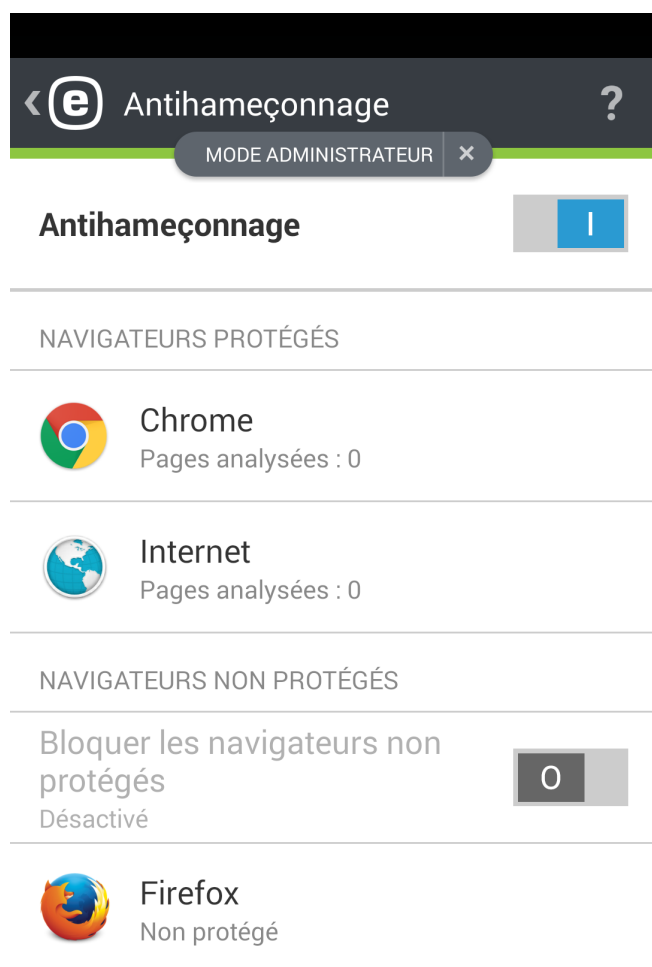 Antihameçonnage
?
MODE ADMINISTRATEUR ×
Antihameçonnage
I
NAVIGATEURS PROTÉGÉS
Chrome
Pages analysées : 0
Internet
Pages analysées : 0
NAVIGATEURS NON PROTÉGÉS
Bloquer les navigateurs non
protégés
O
Désactivé
Firefox
Non protégé